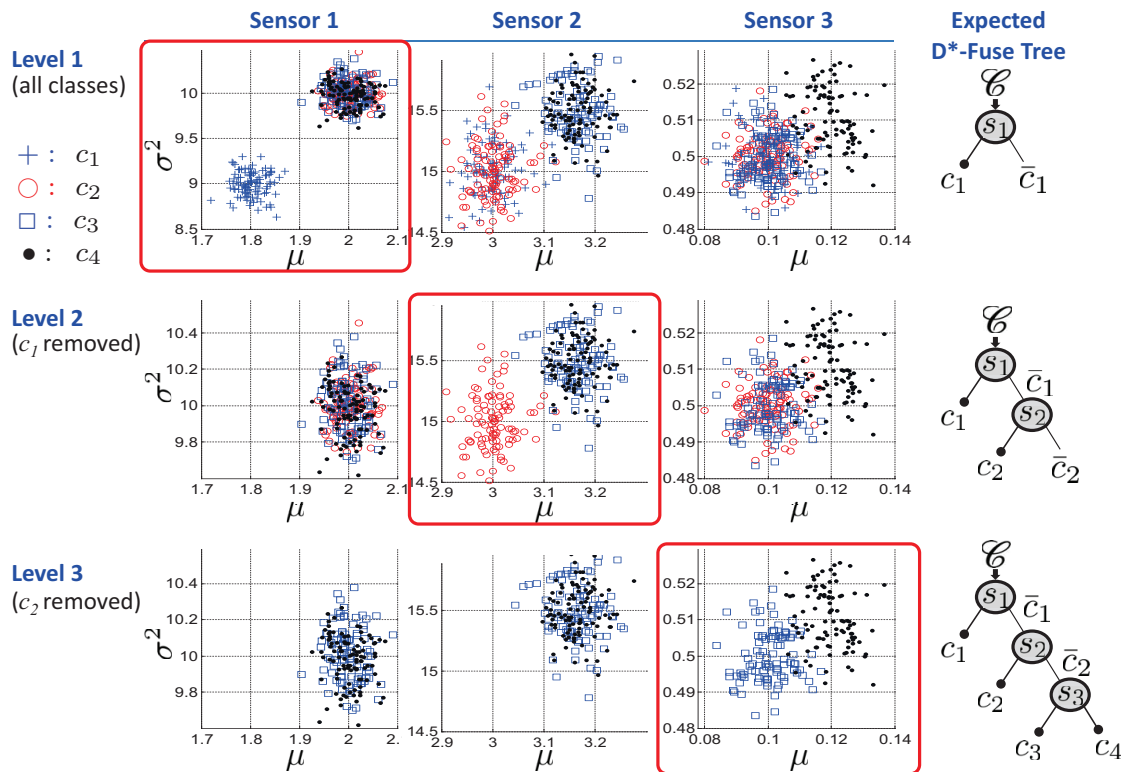 Sensor 1
Sensor 2
Sensor 3
Expected
D*-Fuse Tree
Level 1
(all classes)
+ : c₁
○ : c₂
□ : c₃
● : c₄
σ²
10
9.5
9
8.5
1.7
1.8
1.9
2
2.1
μ
15.5
15
14.5
2.9
3
3.1
3.2
μ
0.52
0.51
0.5
0.49
0.48
0.08
0.1
0.12
0.14
μ
𝒞
s₁
c₁
c̄₁
Level 2
(c₁ removed)
σ²
10.4
10.2
10
9.8
1.7
1.8
1.9
2
2.1
μ
15.5
15
14.5
2.9
3
3.1
3.2
μ
0.52
0.51
0.5
0.49
0.48
0.08
0.1
0.12
0.14
μ
𝒞
s₁
c̄₁
c₁
s₂
c₂
c̄₂
Level 3
(c₂ removed)
σ²
10.4
10.2
10
9.8
1.7
1.8
1.9
2
2.
μ
15.5
15
2.9
3
3.1
3.2
μ
0.52
0.51
0.5
0.49
0.48
0.08
0.1
0.12
0.14
μ
𝒞
s₁
c̄₁
c₁
s₂
c̄₂
c₂
s₃
c₃
c₄